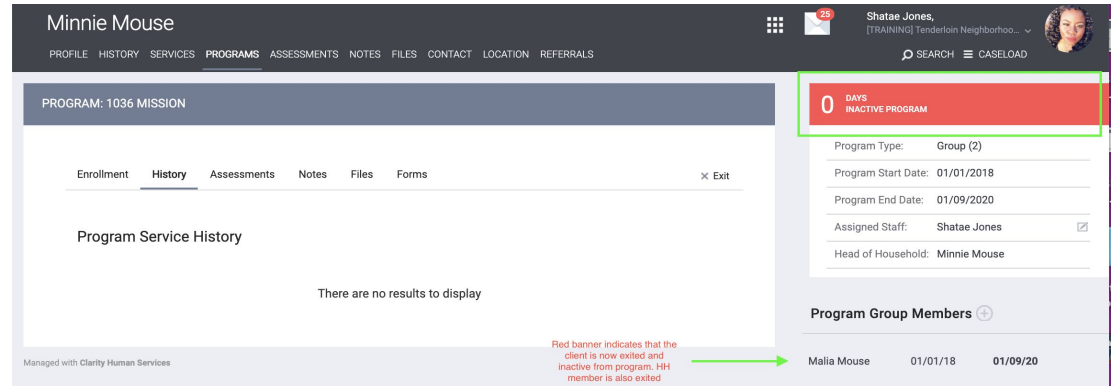 Minnie Mouse
25
Shatae Jones,
[TRAINING] Tenderloin Neighborhoo...
PROFILE HISTORY SERVICES PROGRAMS ASSESSMENTS NOTES FILES CONTACT LOCATION REFERRALS
SEARCH CASELOAD
PROGRAM: 1036 MISSION
0 DAYS
INACTIVE PROGRAM
Enrollment History Assessments Notes Files Forms × Exit
Program Service History
There are no results to display
Program Type: Group (2)
Program Start Date: 01/01/2018
Program End Date: 01/09/2020
Assigned Staff: Shatae Jones
Head of Household: Minnie Mouse
Program Group Members
Malia Mouse 01/01/18 01/09/20
Red banner indicates that the
client is now exited and
inactive from program. HH
member is also exited
Managed with Clarity Human Services